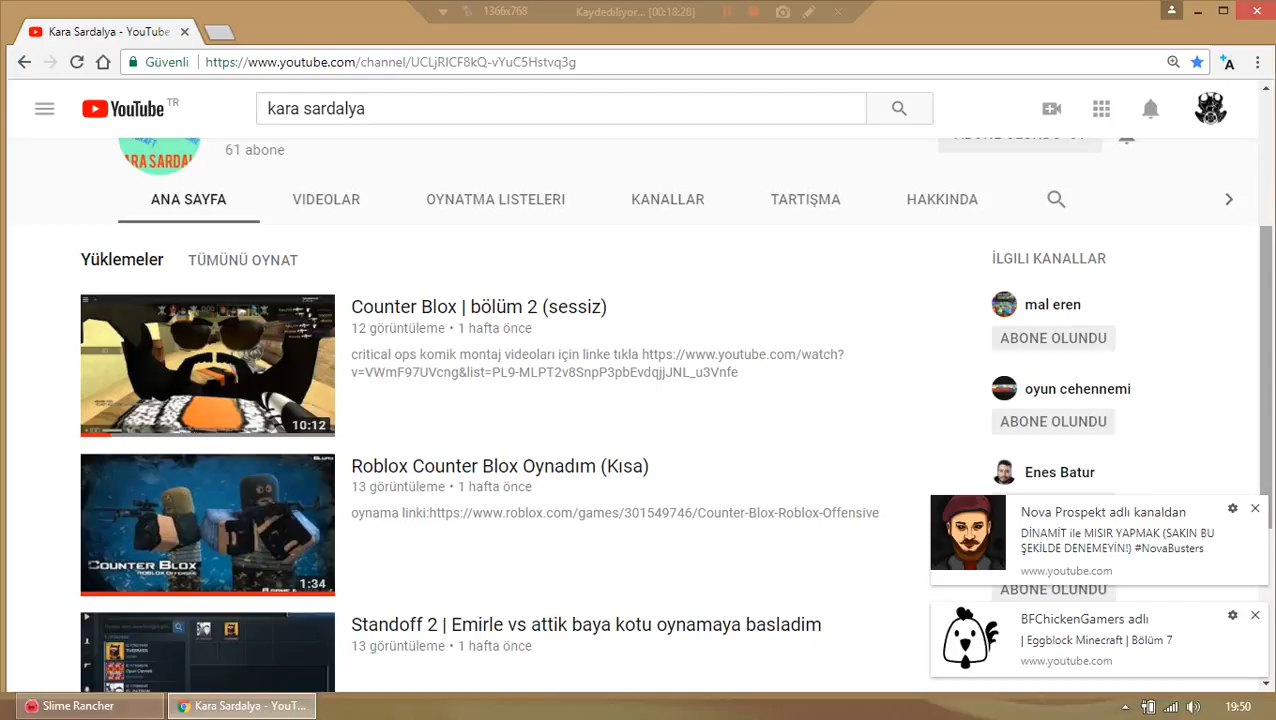 1366x768 Kaydediliyor... [00:18:28]
Kara Sardalya - YouTube
Güvenli https://www.youtube.com/channel/UCLjRICF8kQ-vYuC5Hstvq3g
YouTube TR
kara sardalya
KARA SARDAL
61 abone
ANA SAYFA VIDEOLAR OYNATMA LISTELERI KANALLAR TARTIŞMA HAKKINDA
Yüklemeler TÜMÜNÜ OYNAT
Counter Blox | bölüm 2 (sessiz)
12 görüntüleme • 1 hafta önce
critical ops komik montaj videoları için linke tıkla https://www.youtube.com/watch?
v=VWmF97UVcng&list=PL9-MLPT2v8SnpP3pbEvdqjjJNL_u3Vnfe
10:12
Roblox Counter Blox Oynadım (Kısa)
13 görüntüleme • 1 hafta önce
oynama linki:https://www.roblox.com/games/301549746/Counter-Blox-Roblox-Offensive
COUNTER BLOX
ROBLOX OFFENSIVE
1:34
Standoff 2 | Emirle vs attik baya kotu oynamaya basladim
13 görüntüleme • 1 hafta önce
İLGILI KANALLAR
mal eren
ABONE OLUNDU
oyun cehennemi
ABONE OLUNDU
Enes Batur
Nova Prospekt adlı kanaldan
DİNAMİT ile MISIR YAPMAK (SAKIN BU
ŞEKİLDE DENEMEYİN!) #NovaBusters
www.youtube.com
ABONE OLUNDU
BFChickenGamers adlı
| Eggblock Minecraft | Bölüm 7
www.youtube.com
Slime Rancher
Kara Sardalya - YouT...
19:50